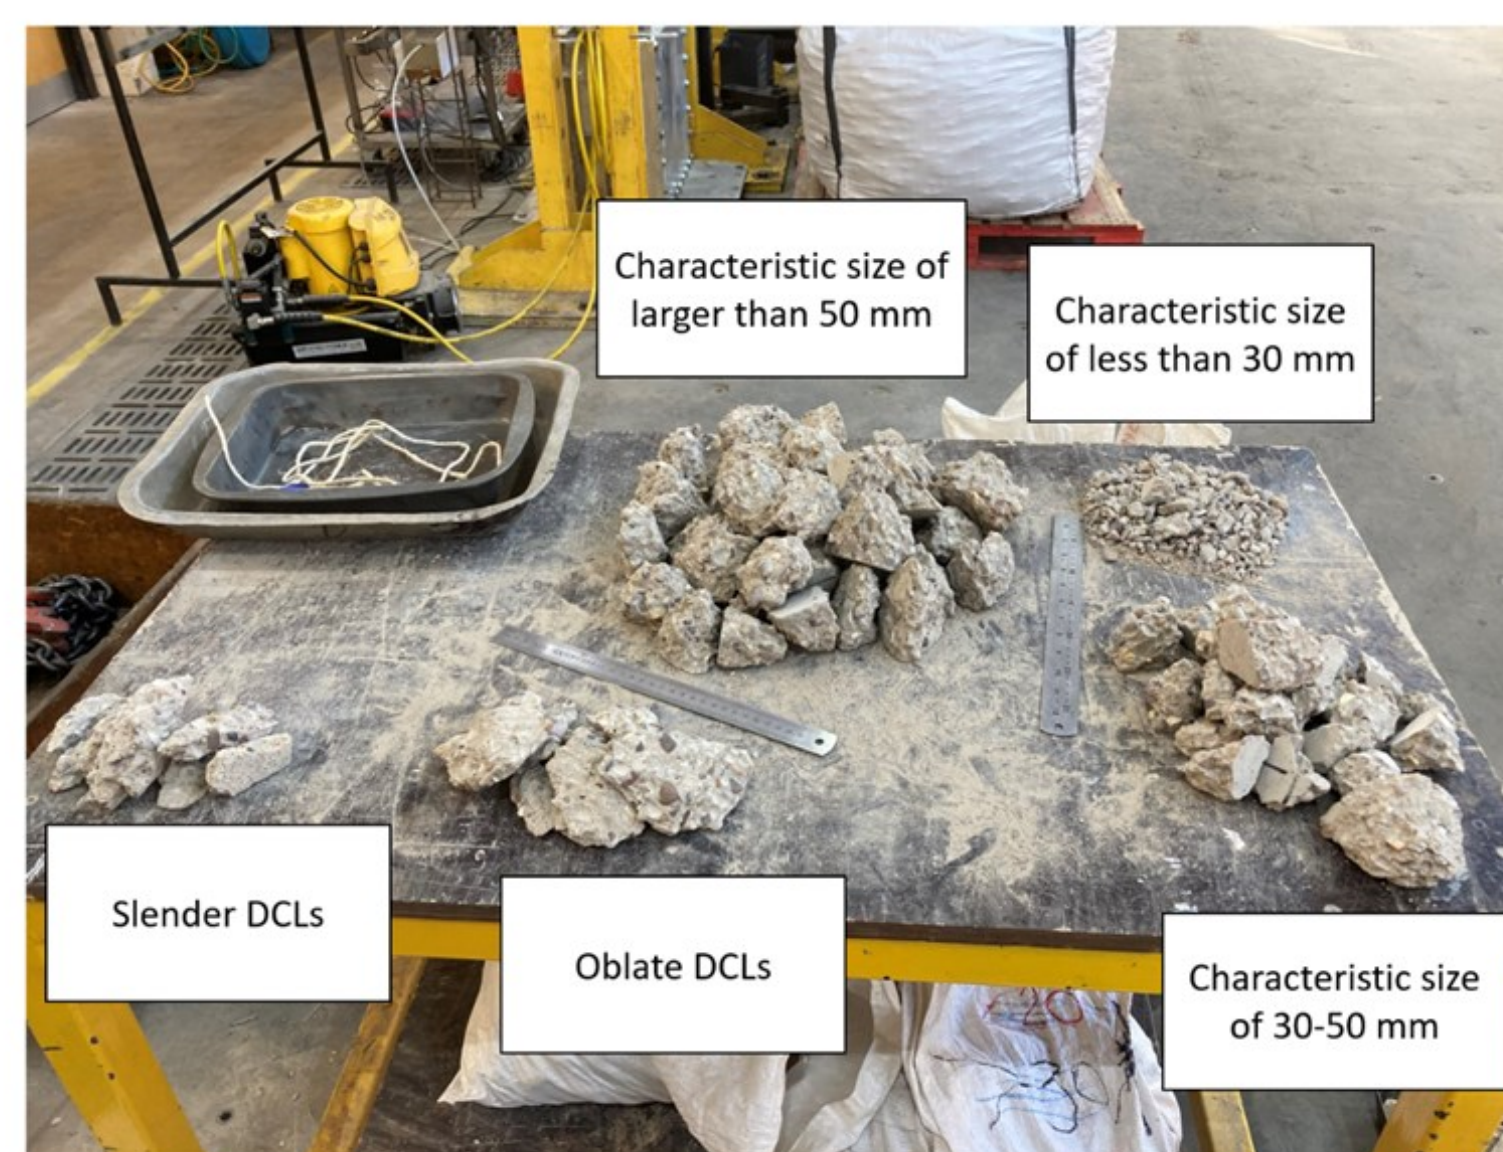 Characteristic size of
larger than 50 mm
Characteristic size
of less than 30 mm
Slender DCLs
Oblate DCLs
Characteristic size
of 30-50 mm